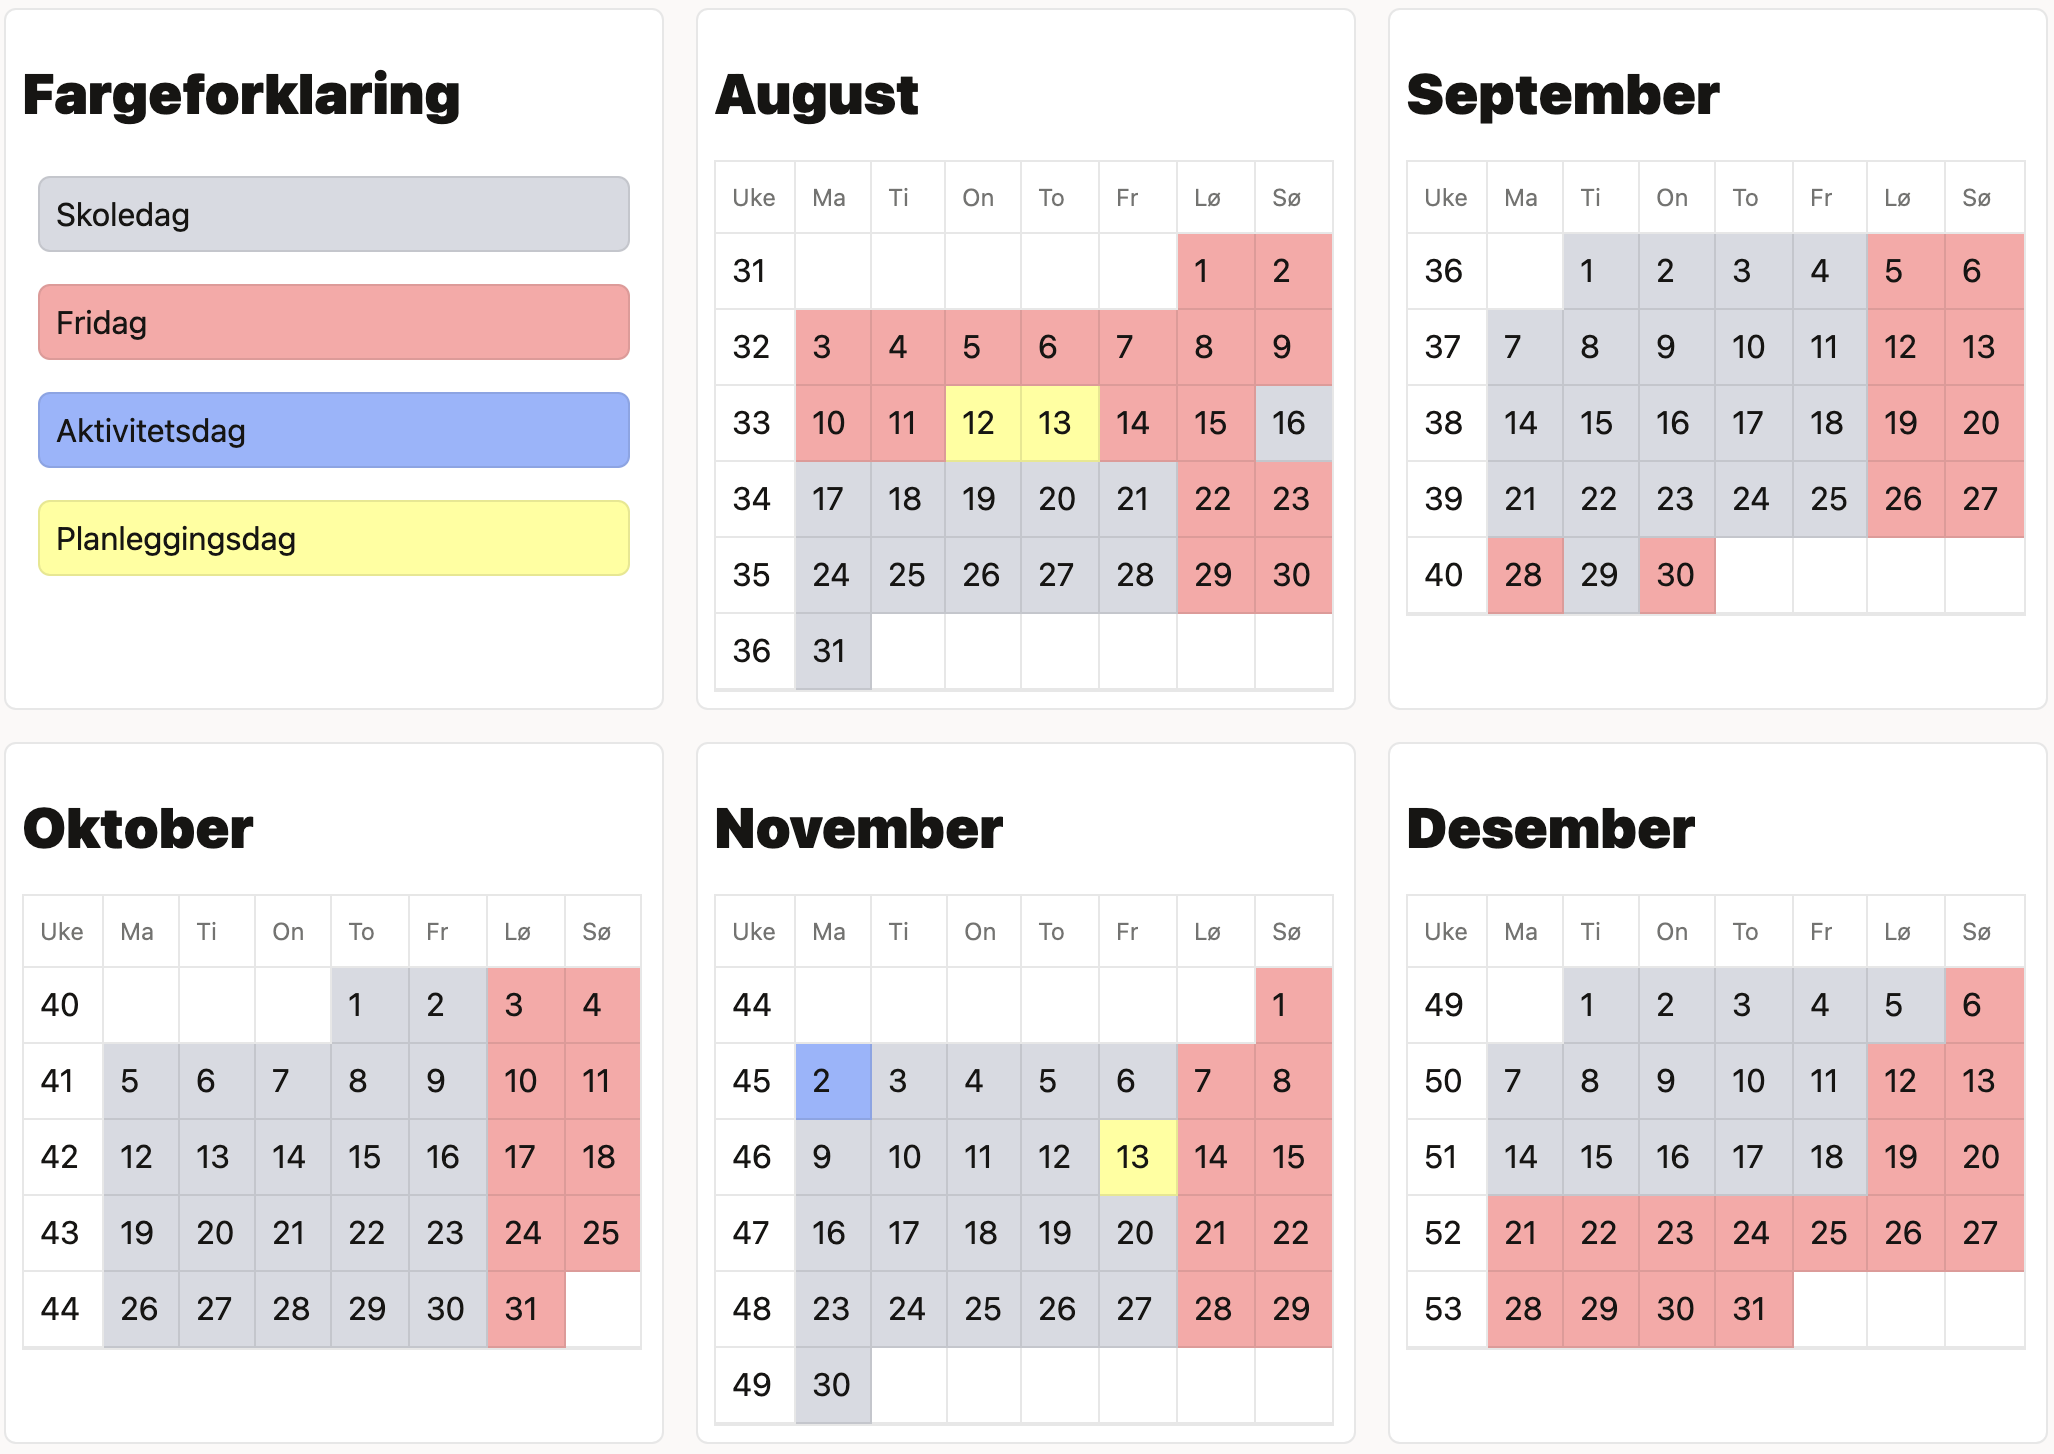 Fargeforklaring
Skoledag
Fridag
Aktivitetsdag
Planleggingsdag
August
Uke Ma Ti On To Fr Lø Sø
31 1 2
32 3 4 5 6 7 8 9
33 10 11 12 13 14 15 16
34 17 18 19 20 21 22 23
35 24 25 26 27 28 29 30
36 31
September
Uke Ma Ti On To Fr Lø Sø
36 1 2 3 4 5 6
37 7 8 9 10 11 12 13
38 14 15 16 17 18 19 20
39 21 22 23 24 25 26 27
40 28 29 30
Oktober
Uke Ma Ti On To Fr Lø Sø
40 1 2 3 4
41 5 6 7 8 9 10 11
42 12 13 14 15 16 17 18
43 19 20 21 22 23 24 25
44 26 27 28 29 30 31
November
Uke Ma Ti On To Fr Lø Sø
44 1
45 2 3 4 5 6 7 8
46 9 10 11 12 13 14 15
47 16 17 18 19 20 21 22
48 23 24 25 26 27 28 29
49 30
Desember
Uke Ma Ti On To Fr Lø Sø
49 1 2 3 4 5 6
50 7 8 9 10 11 12 13
51 14 15 16 17 18 19 20
52 21 22 23 24 25 26 27
53 28 29 30 31